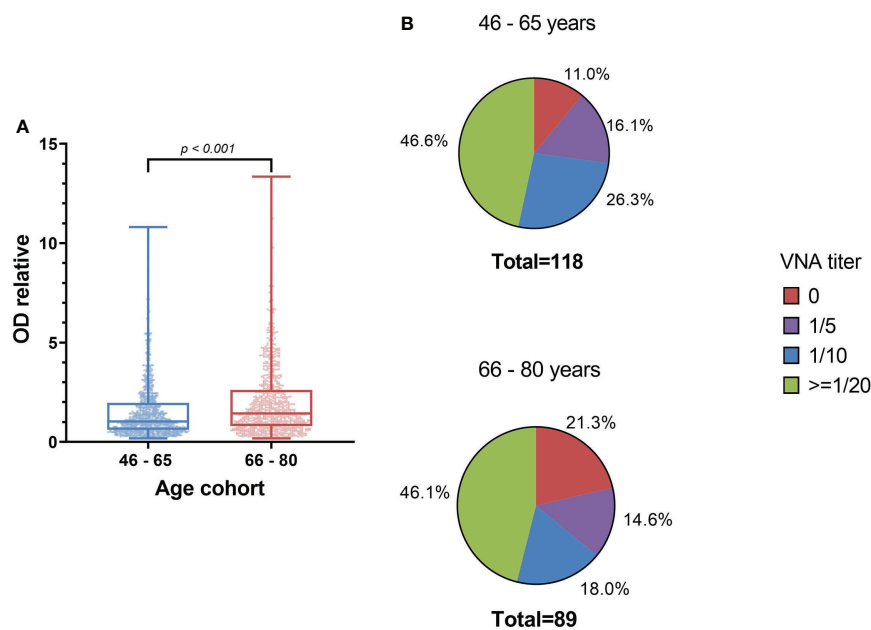 A
15
10
5
0
OD relative
p < 0.001
46 - 65
66 - 80
Age cohort
B
46 - 65 years
11.0%
16.1%
26.3%
46.6%
Total=118
66 - 80 years
21.3%
14.6%
18.0%
46.1%
Total=89
VNA titer
0
1/5
1/10
>=1/20